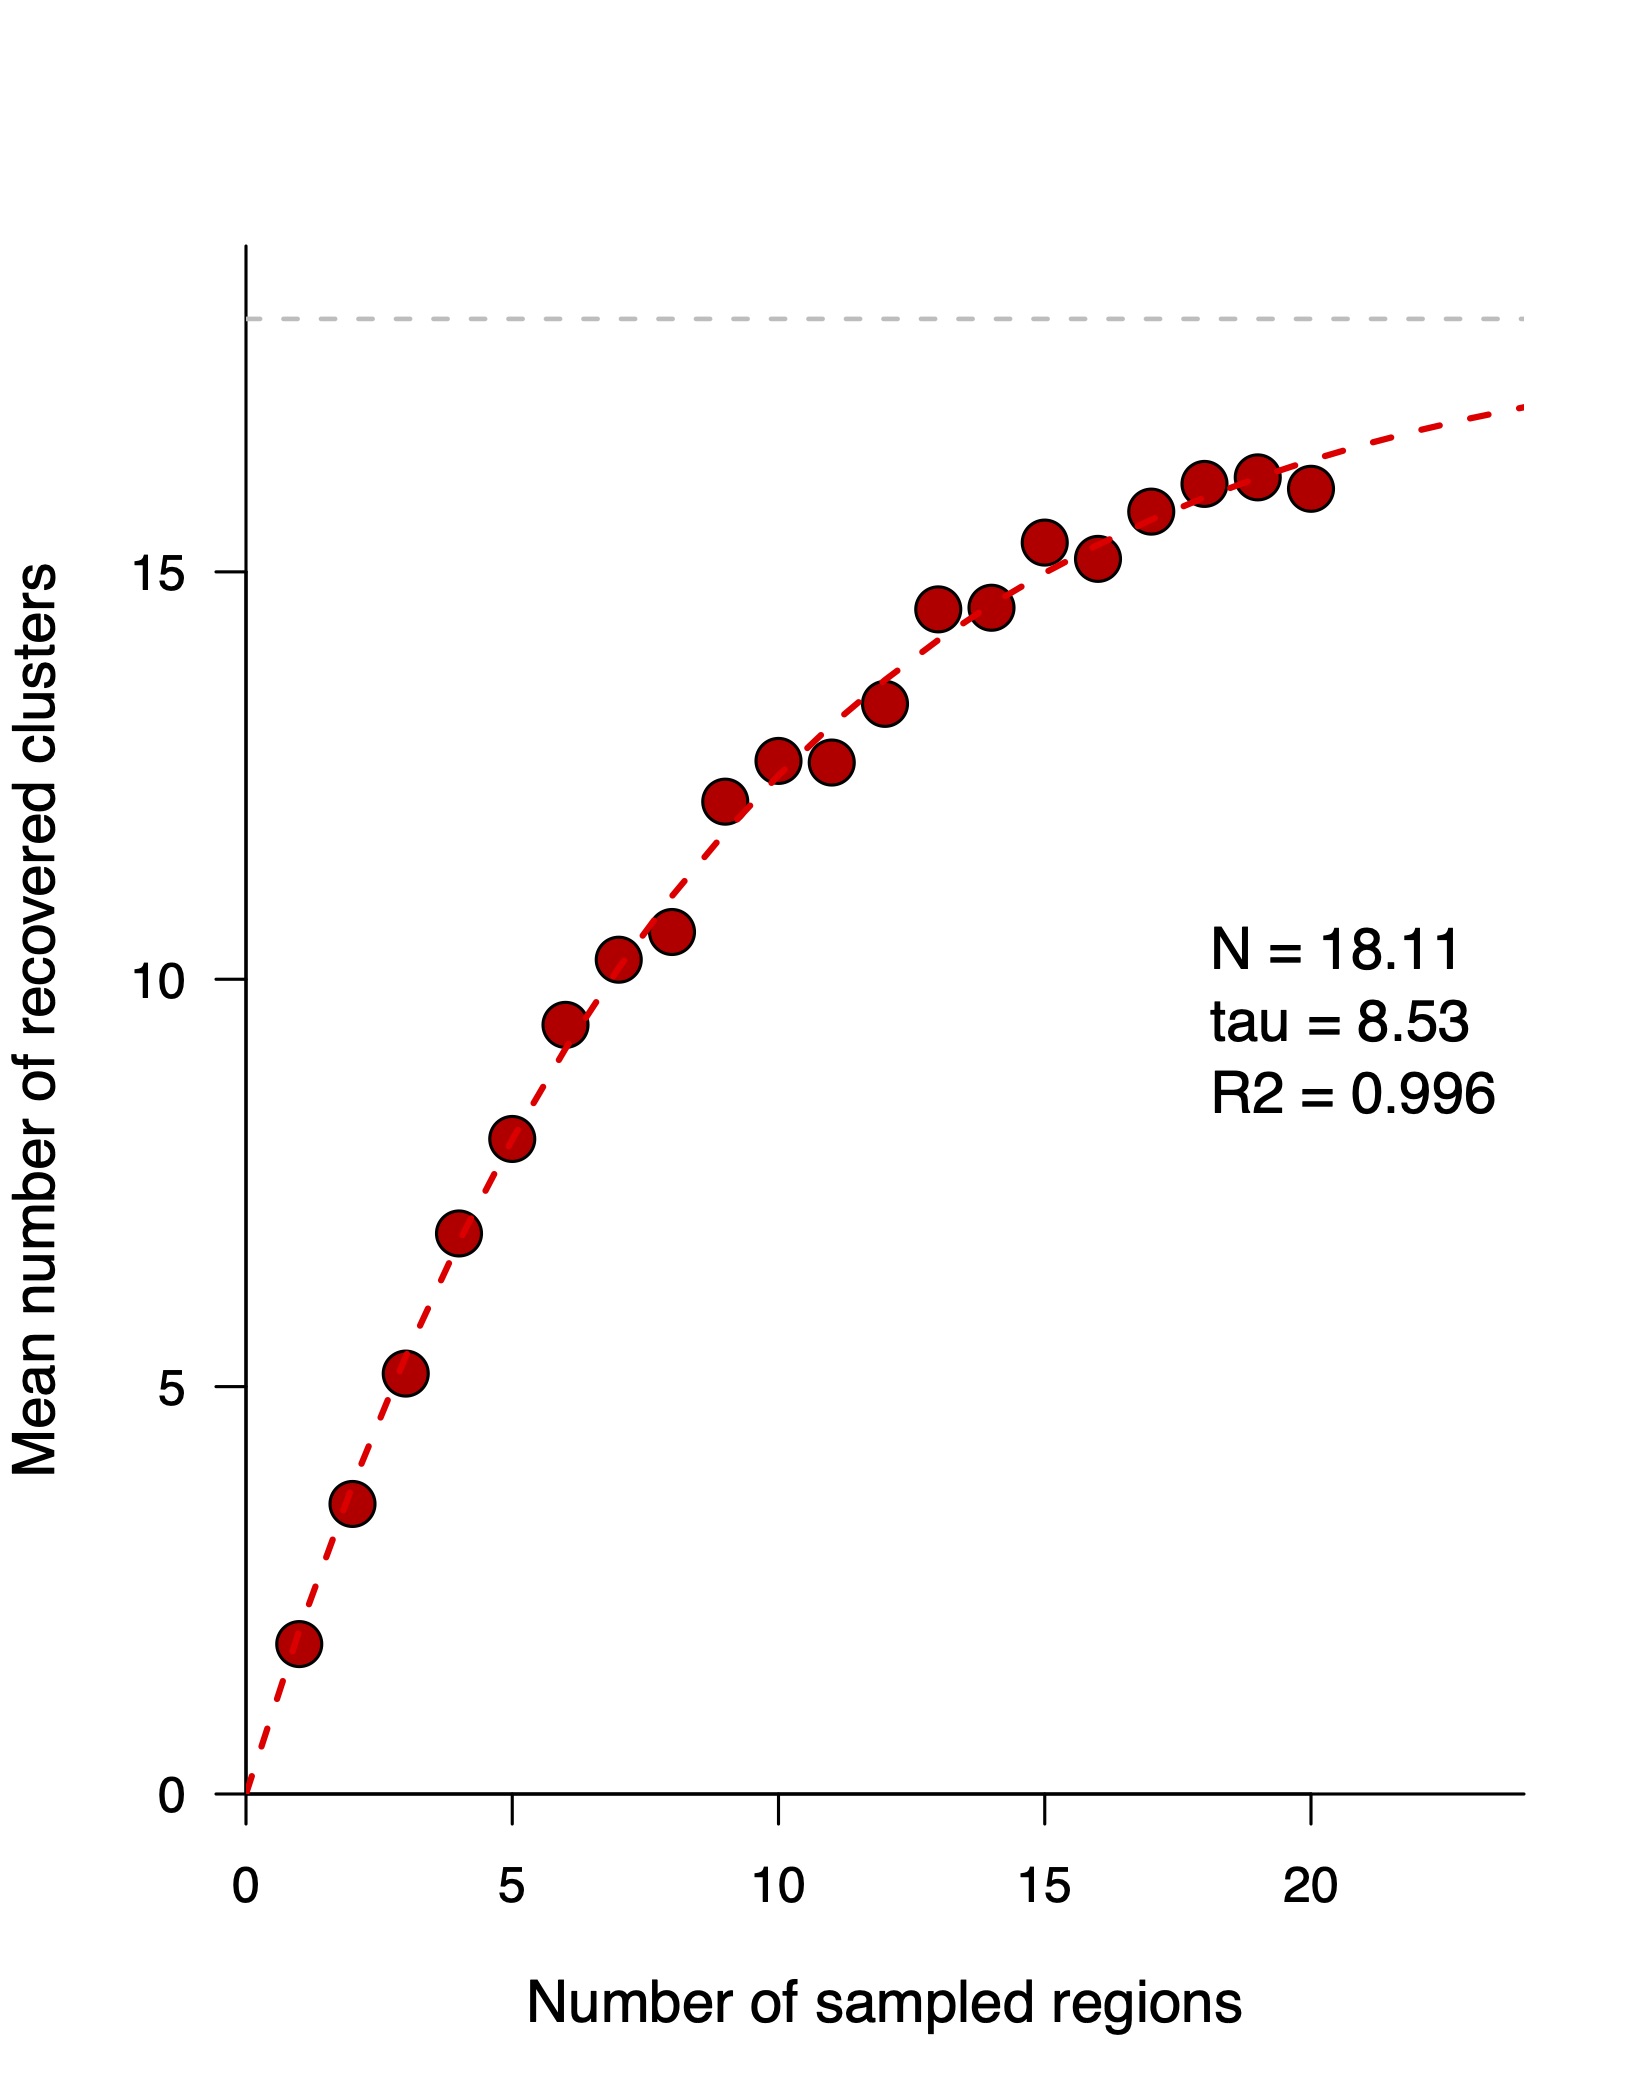 Mean number of recovered clusters
15
10
5
0
N = 18.11
tau = 8.53
R2 = 0.996
0 5 10 15 20
Number of sampled regions